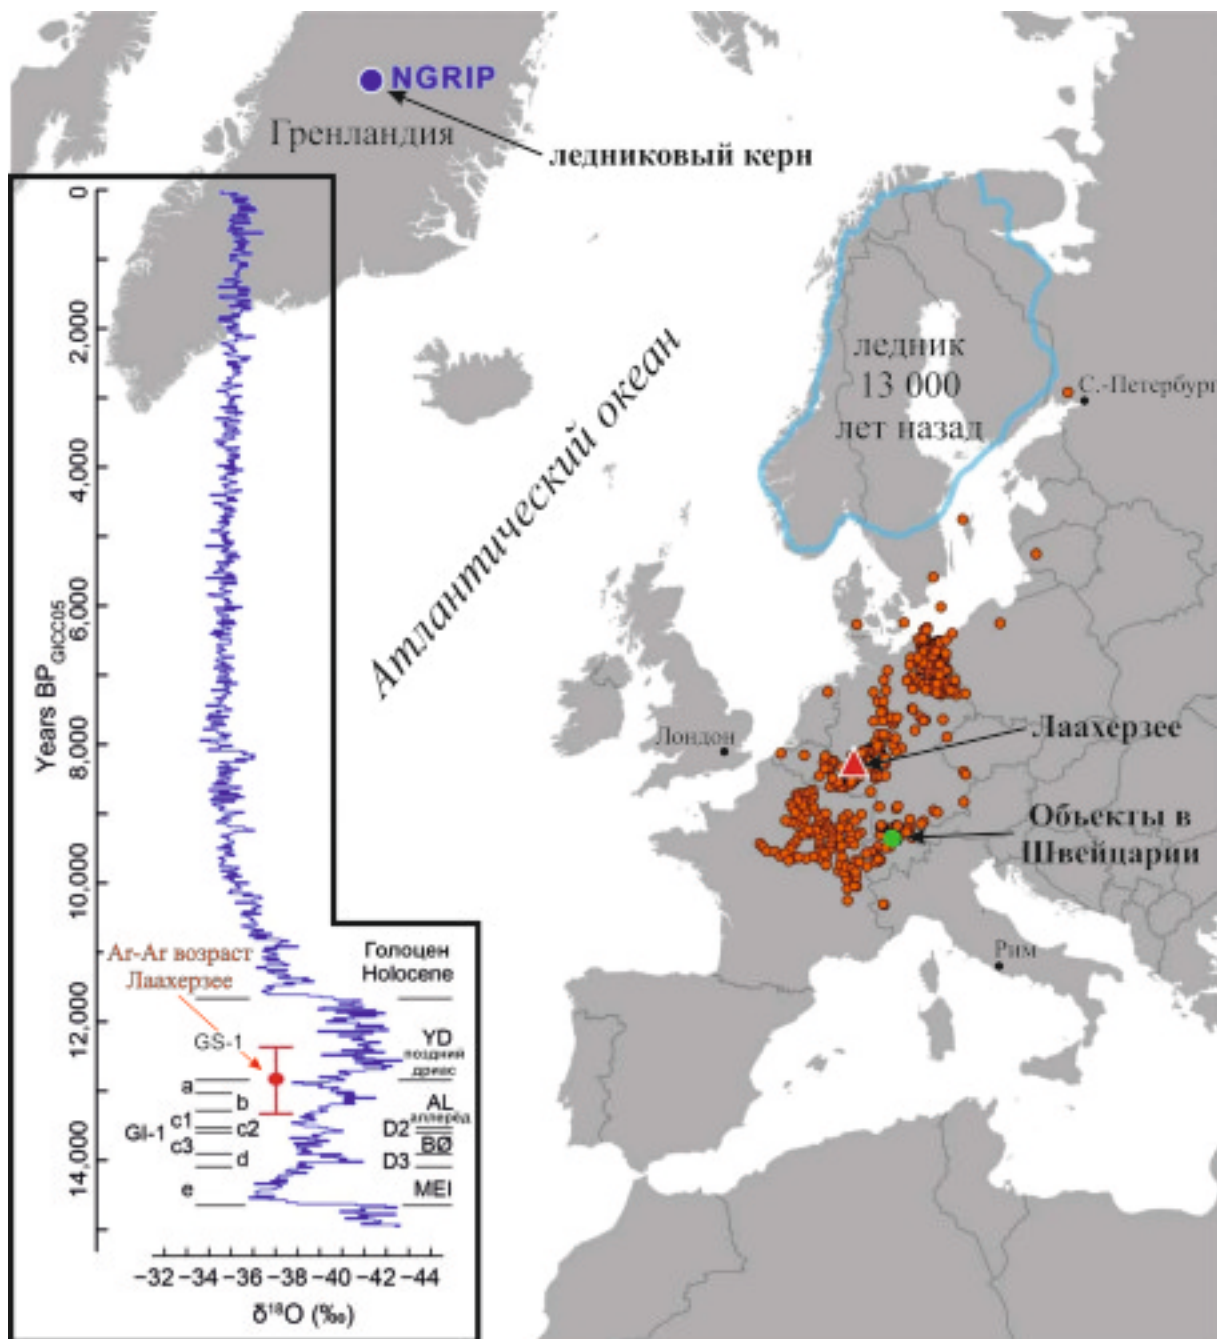 NGRIP
Гренландия
ледниковый керн
Атлантический океан
ледник
13 000
лет назад
С.-Петербург
Лондон
Лаахерзее
Объекты в
Швейцарии
Рим
Years BP GICC05
0
2,000
4,000
6,000
8,000
10,000
12,000
14,000
Ar-Ar возраст
Лаахерзее
Голоцен
Holocene
GS-1
YD
поздний
дриас
a
b
AL
аллерёд
c1
GI-1
c2
D2
c3
BØ
d
D3
e
MEI
−32 −34 −36 −38 −40 −42 −44
δ¹⁸O (‰)